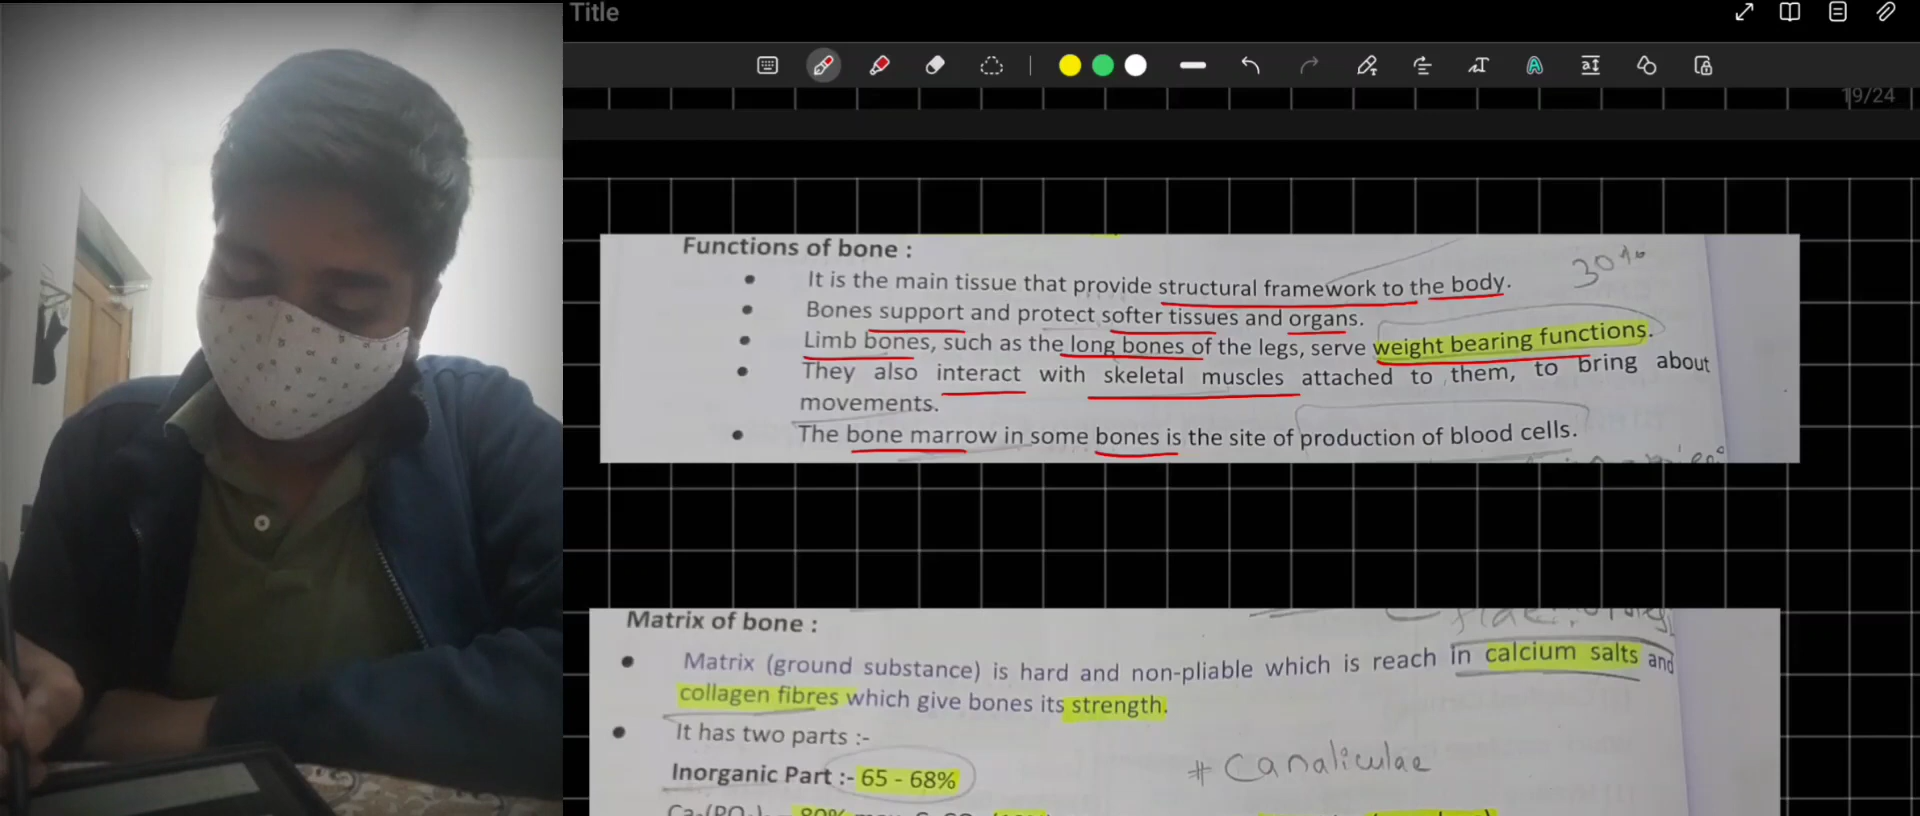 Title
19/24
Functions of bone :
30%
• It is the main tissue that provide structural framework to the body.
• Bones support and protect softer tissues and organs.
• Limb bones, such as the long bones of the legs, serve weight bearing functions.
• They also interact with skeletal muscles attached to them, to bring about
movements.
• The bone marrow in some bones is the site of production of blood cells.
Matrix of bone :
• Matrix (ground substance) is hard and non-pliable which is reach in calcium salts and
collagen fibres which give bones its strength.
• It has two parts :-
Inorganic Part :- 65 - 68%
# Canaliculae